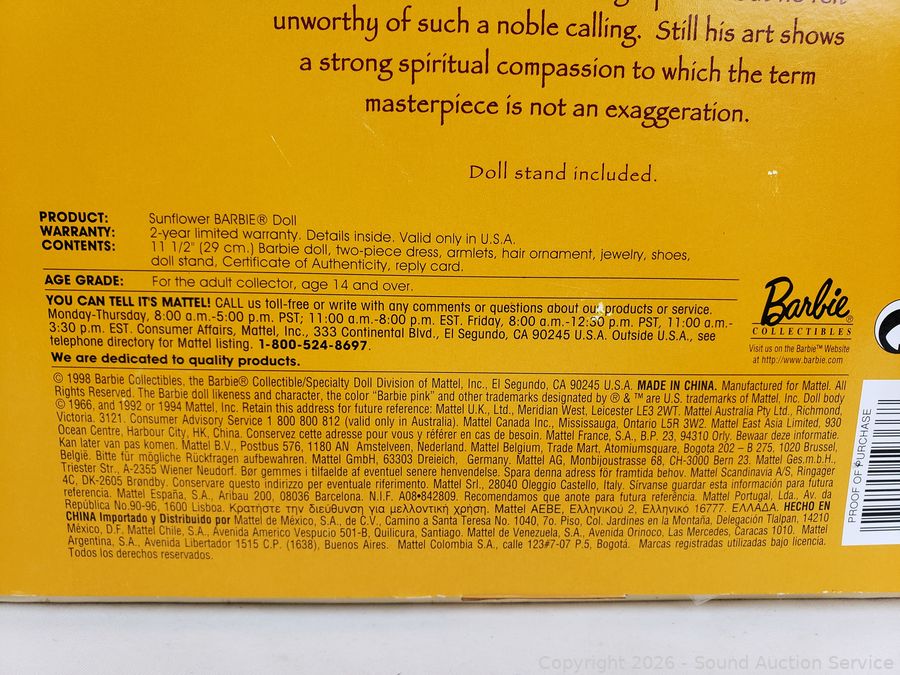 unworthy of such a noble calling. Still his art shows
a strong spiritual compassion to which the term
masterpiece is not an exaggeration.
Doll stand included.
PRODUCT: Sunflower BARBIE® Doll
WARRANTY: 2-year limited warranty. Details inside. Valid only in U.S.A.
CONTENTS: 11 1/2" (29 cm.) Barbie doll, two-piece dress, armlets, hair ornament, jewelry, shoes,
doll stand, Certificate of Authenticity, reply card.
AGE GRADE: For the adult collector, age 14 and over.
YOU CAN TELL IT'S MATTEL! CALL us toll-free or write with any comments or questions about our products or service.
Monday-Thursday, 8:00 a.m.-5:00 p.m. PST; 11:00 a.m.-8:00 p.m. EST. Friday, 8:00 a.m.-12:30 p.m. PST, 11:00 a.m.-
3:30 p.m. EST. Consumer Affairs, Mattel, Inc., 333 Continental Blvd., El Segundo, CA 90245 U.S.A. Outside U.S.A., see
telephone directory for Mattel listing. 1-800-524-8697.
We are dedicated to quality products.
Barbie®
COLLECTIBLES
Visit us on the Barbie™ Website
at http://www.barbie.com
© 1998 Barbie Collectibles, the Barbie® Collectible/Specialty Doll Division of Mattel, Inc., El Segundo, CA 90245 U.S.A. MADE IN CHINA. Manufactured for Mattel. All
Rights Reserved. The Barbie doll likeness and character, the color "Barbie pink" and other trademarks designated by ® & ™ are U.S. trademarks of Mattel, Inc. Doll body
© 1966, and 1992 or 1994 Mattel, Inc. Retain this address for future reference: Mattel U.K., Ltd., Meridian West, Leicester LE3 2WT. Mattel Australia Pty Ltd., Richmond,
Victoria. 3121. Consumer Advisory Service 1 800 800 812 (valid only in Australia). Mattel Canada Inc., Mississauga, Ontario L5R 3W2. Mattel East Asia Limited, 930
Ocean Centre, Harbour City, HK, China. Conservez cette adresse pour vous y référer en cas de besoin. Mattel France, S.A., B.P. 23, 94310 Orly. Bewaar deze informatie.
Kan later van pas komen. Mattel B.V., Postbus 576, 1180 AN Amstelveen, Nederland. Mattel Belgium, Trade Mart, Atomiumsquare, Bogota 202 – B 275, 1020 Brussel,
België. Bitte für mögliche Rückfragen aufbewahren. Mattel GmbH, 63303 Dreieich, Germany. Mattel AG, Monbijoustrasse 68, CH-3000 Bern 23. Mattel Ges.m.b.H.,
Triester Str., A-2355 Wiener Neudorf. Bør gemmes i tilfælde af eventuel senere henvendelse. Spara denna adress för framtida behov. Mattel Scandinavia A/S, Ringager
4C, DK-2605 Brøndby. Conservare questo indirizzo per eventuale riferimento. Mattel Srl., 28040 Oleggio Castello, Italy. Sírvanse guardar esta información para futura
referencia. Mattel España, S.A., Aribau 200, 08036 Barcelona. N.I.F. A08•842809. Recomendamos que anote para futura referência. Mattel Portugal, Lda., Av. da
República No.90-96, 1600 Lisboa. Κρατήστε την διεύθυνση για μελλοντική χρήση. Mattel AEBE, Ελληνικού 2, Ελληνικό 16777. ΕΛΛΑΔΑ. HECHO EN
CHINA Importado y Distribuido por Mattel de México, S.A., de C.V., Camino a Santa Teresa No. 1040, 7o. Piso, Col. Jardines en la Montaña, Delegación Tlalpan, 14210
México, D.F. Mattel Chile, S.A., Avenida Americo Vespucio 501-B, Quilicura, Santiago. Mattel de Venezuela, S.A., Avenida Orinoco, Las Mercedes, Caracas 1010. Mattel
Argentina, S.A., Avenida Libertador 1515 C.P. (1638), Buenos Aires. Mattel Colombia S.A., calle 123#7-07 P.5, Bogotá. Marcas registradas utilizadas bajo licencia.
Todos los derechos reservados.
PROOF OF PURCHASE
Copyright 2026 - Sound Auction Service